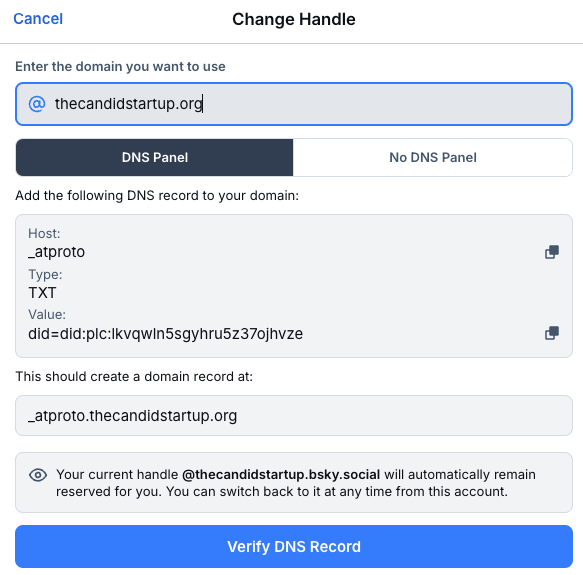 Cancel
Change Handle
Enter the domain you want to use
@ thecandidstartup.org
DNS Panel
No DNS Panel
Add the following DNS record to your domain:
Host:
_atproto
Type:
TXT
Value:
did=did:plc:lkvqwln5sgyhru5z37ojhvze
This should create a domain record at:
_atproto.thecandidstartup.org
Your current handle @thecandidstartup.bsky.social will automatically remain
reserved for you. You can switch back to it at any time from this account.
Verify DNS Record